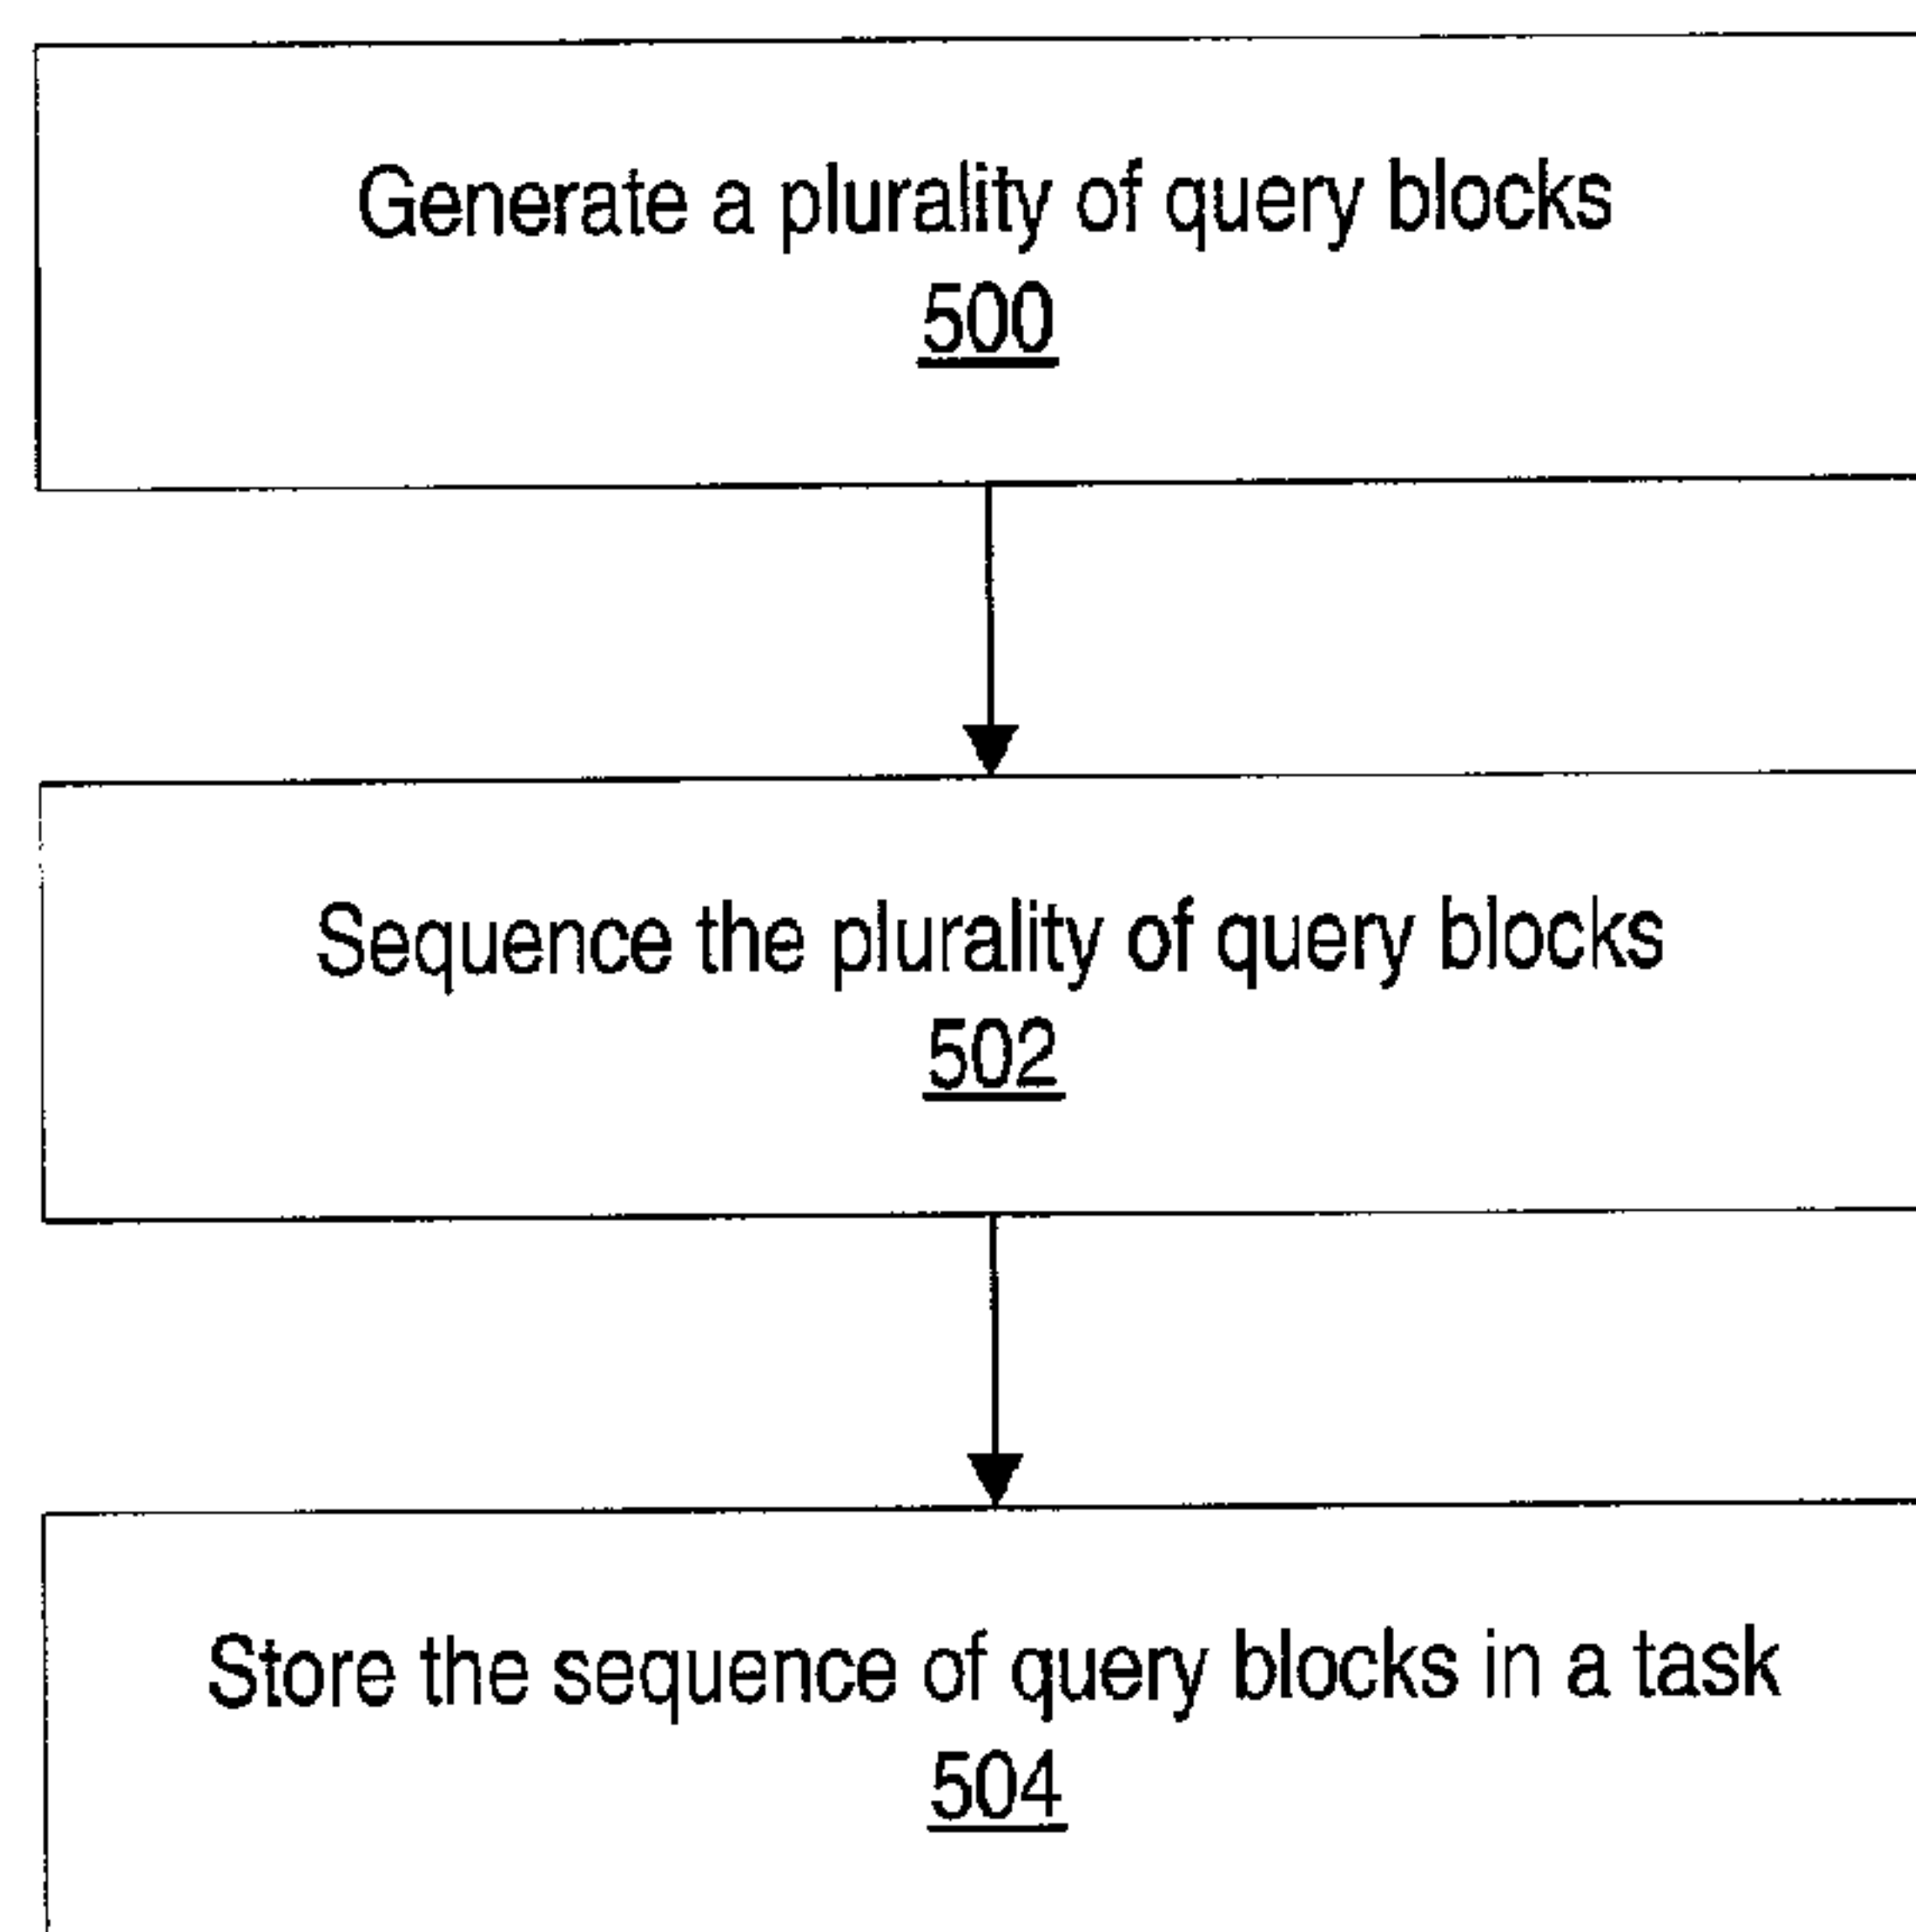 Generate a plurality of query blocks
500
Sequence the plurality of query blocks
502
Store the sequence of query blocks in a task
504